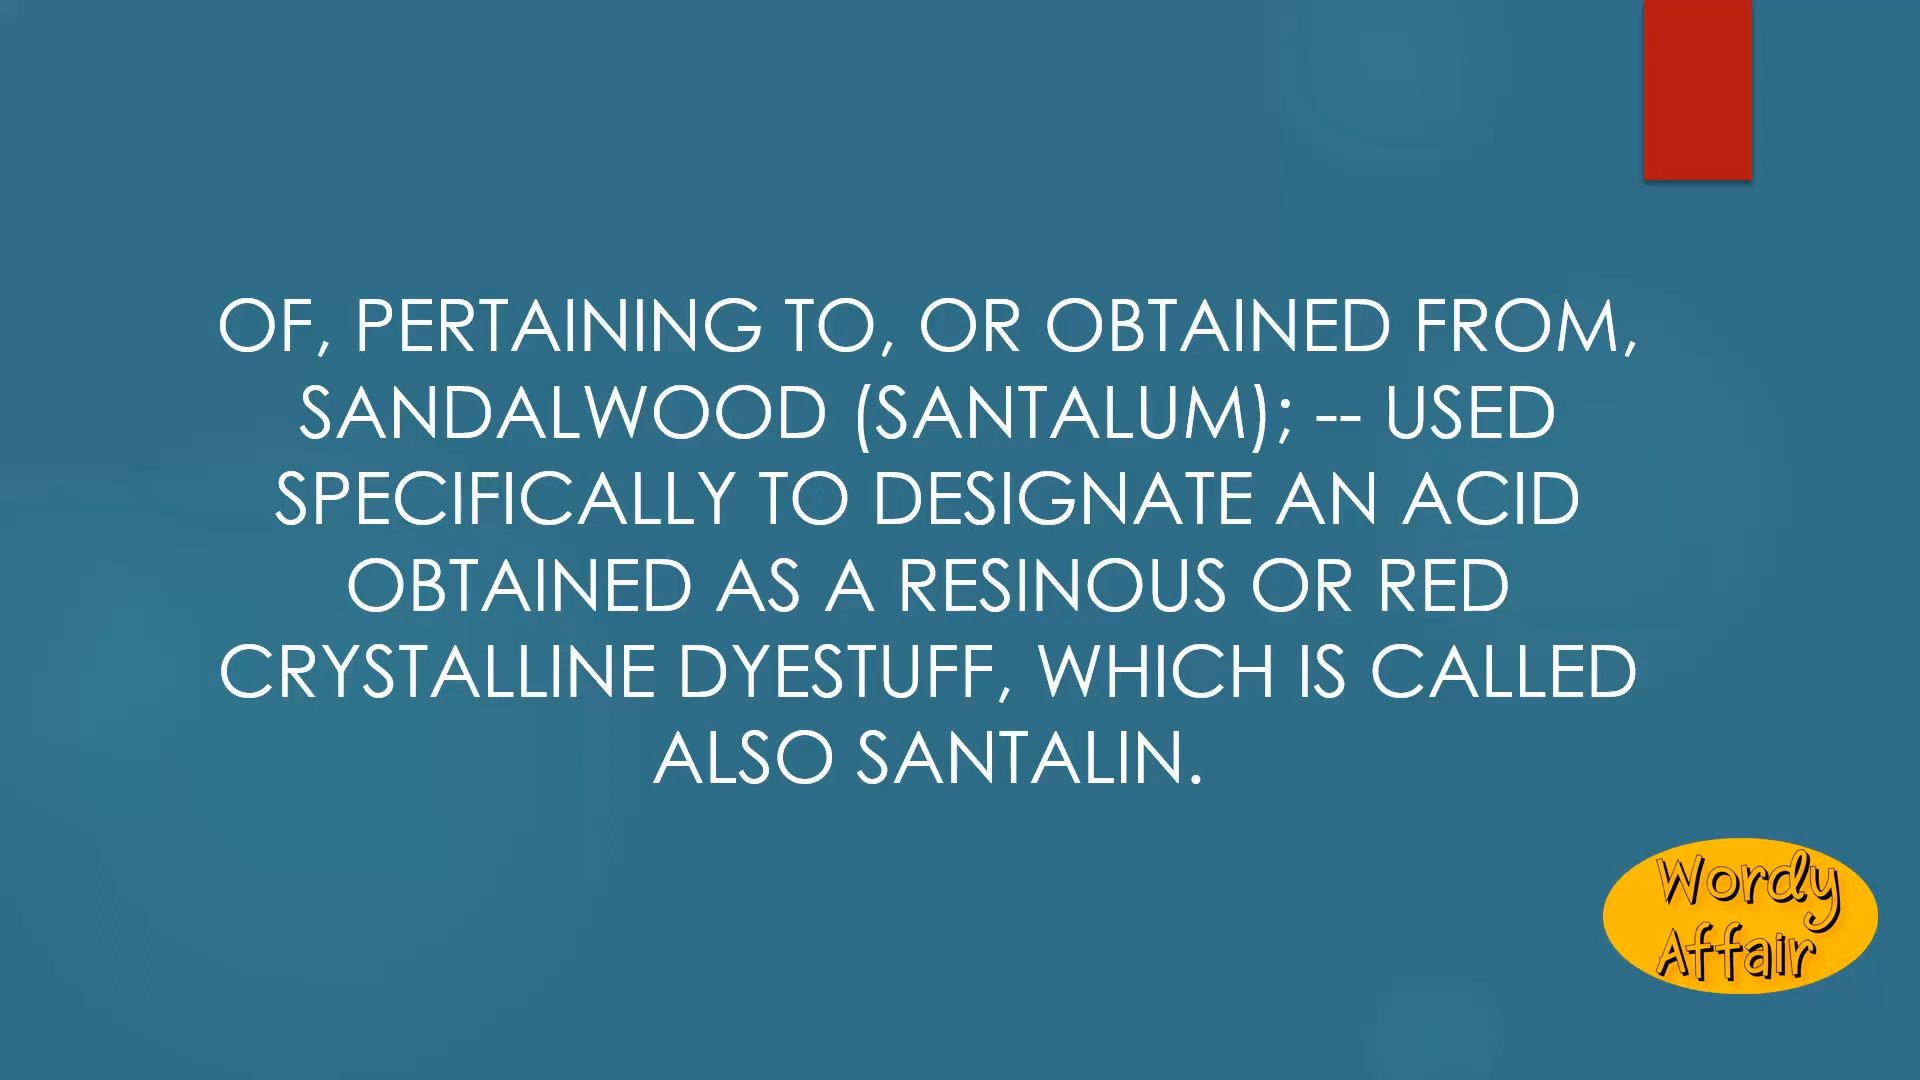 OF, PERTAINING TO, OR OBTAINED FROM,
SANDALWOOD (SANTALUM); -- USED
SPECIFICALLY TO DESIGNATE AN ACID
OBTAINED AS A RESINOUS OR RED
CRYSTALLINE DYESTUFF, WHICH IS CALLED
ALSO SANTALIN.
Wordy
Affair